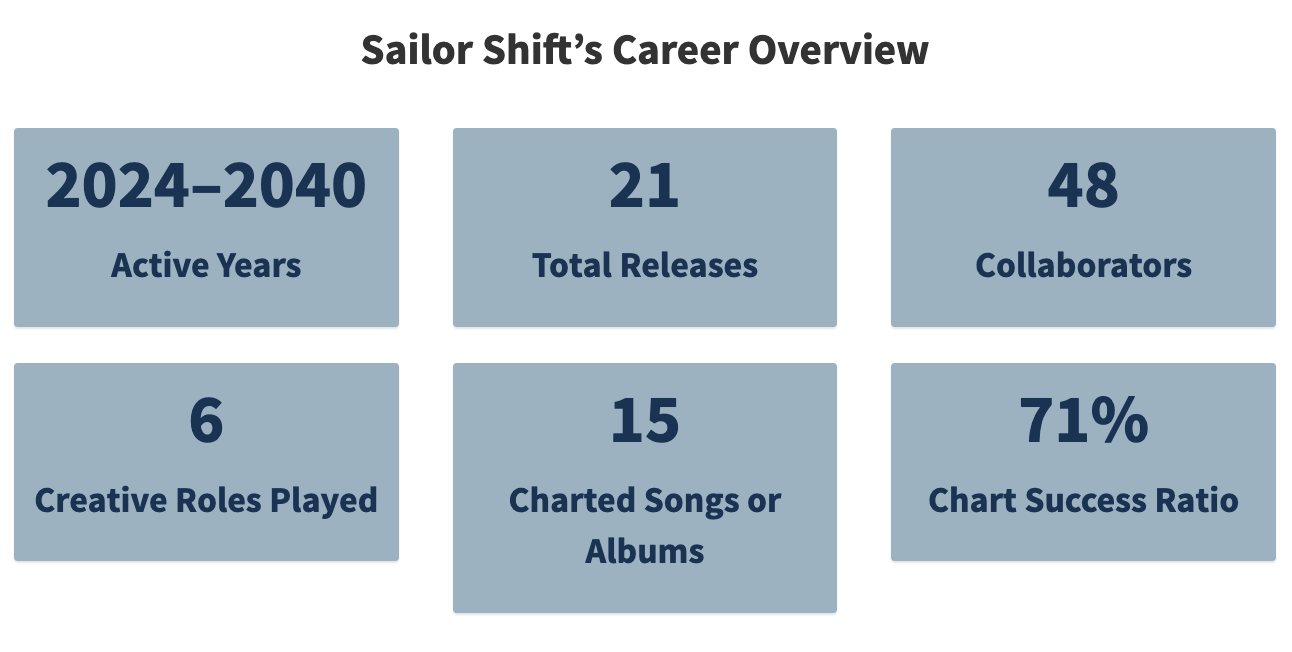 Sailor Shift’s Career Overview
2024–2040
Active Years
21
Total Releases
48
Collaborators
6
Creative Roles Played
15
Charted Songs or
Albums
71%
Chart Success Ratio